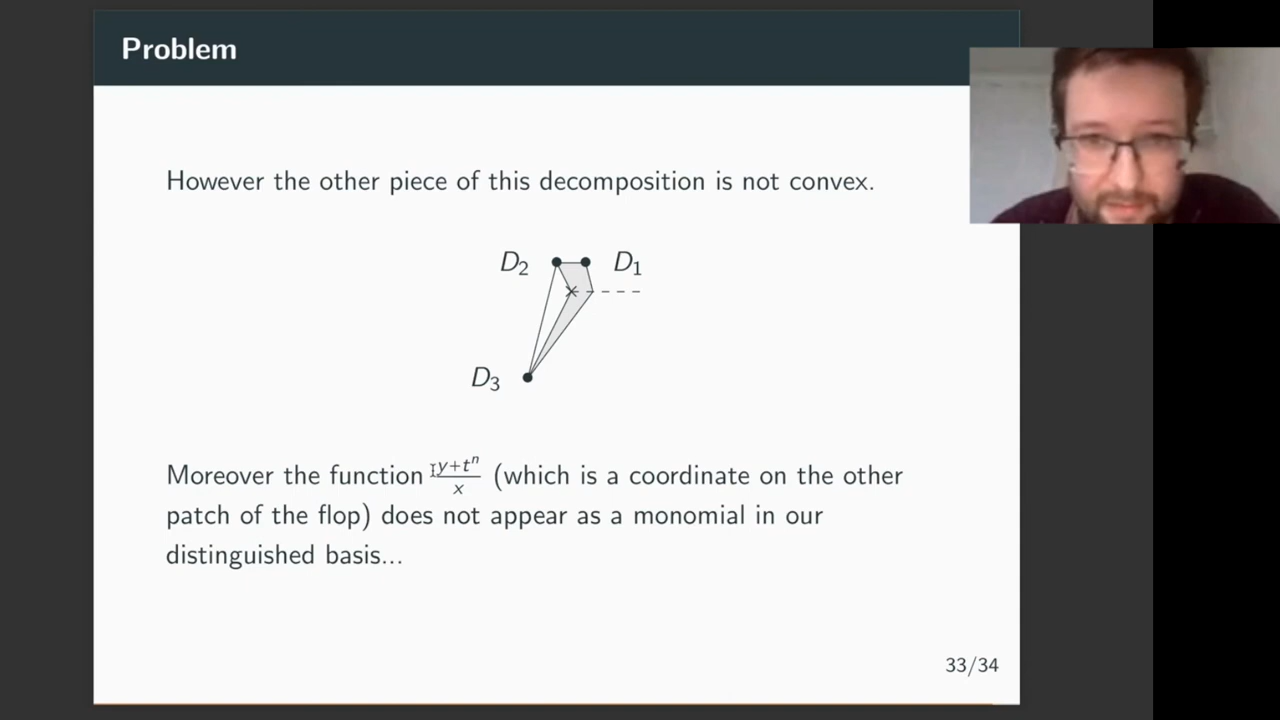 Problem
However the other piece of this decomposition is not convex.
D₂
D₁
D₃
Moreover the function (y+tⁿ)/x (which is a coordinate on the other
patch of the flop) does not appear as a monomial in our
distinguished basis...
33/34